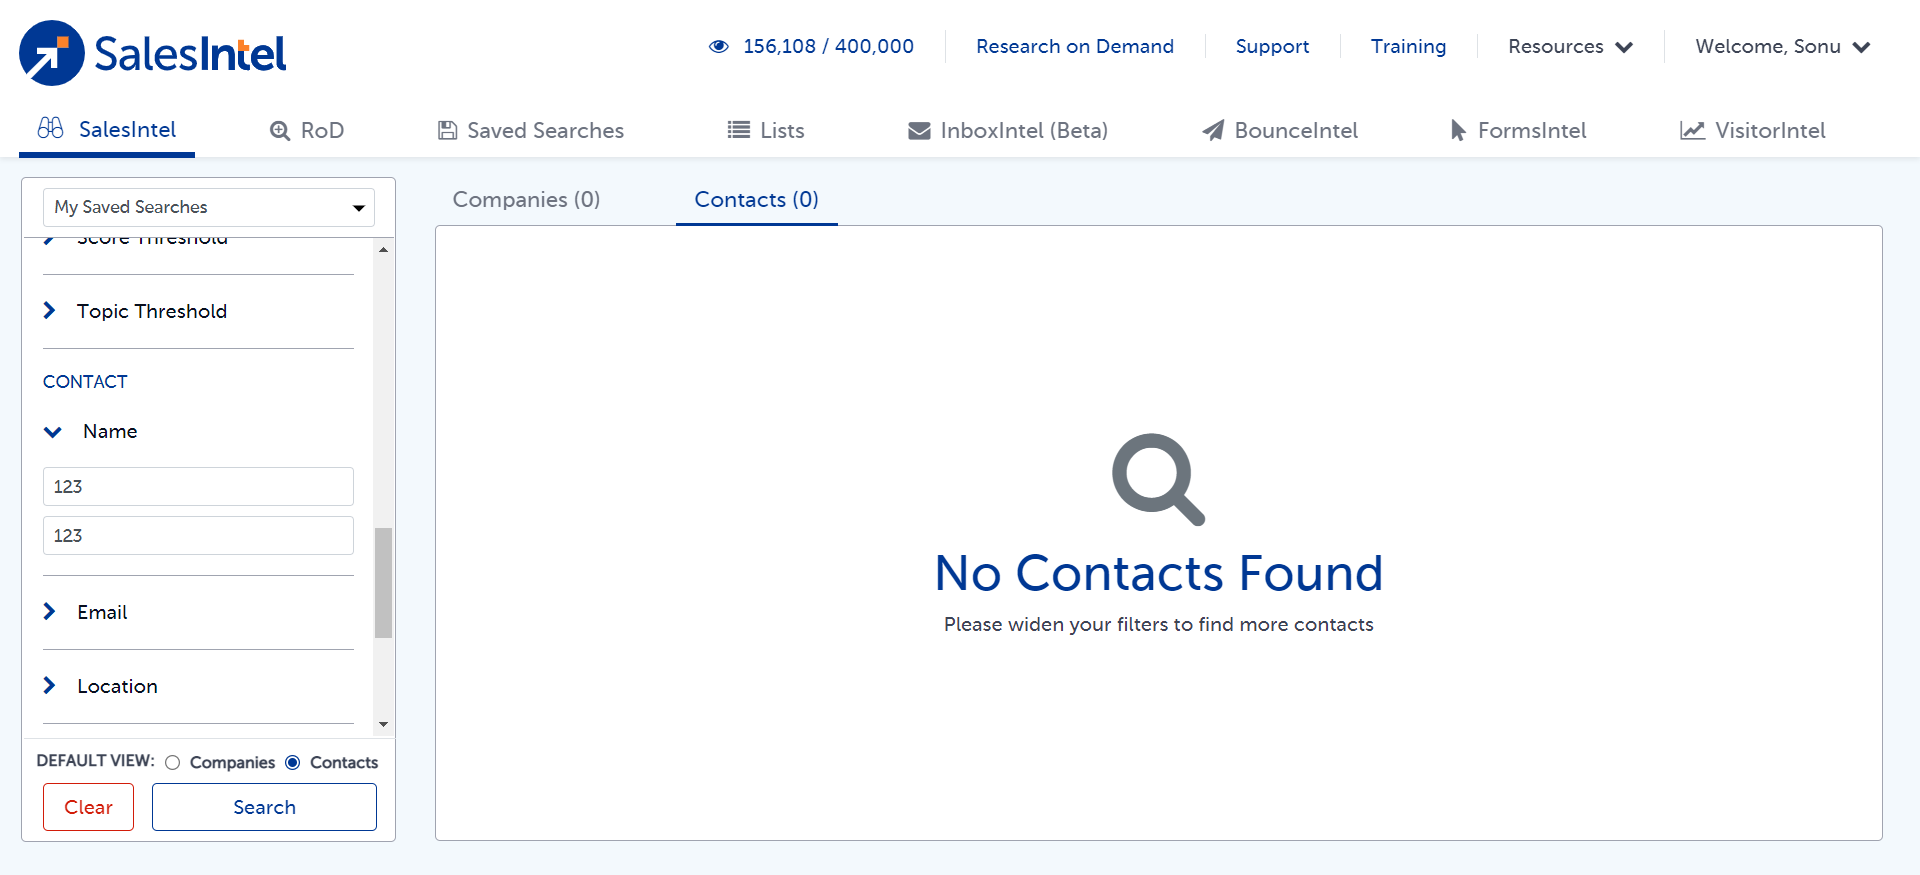 SalesIntel
156,108 / 400,000
Research on Demand
Support
Training
Resources
Welcome, Sonu
SalesIntel
RoD
Saved Searches
Lists
InboxIntel (Beta)
BounceIntel
FormsIntel
VisitorIntel
My Saved Searches
Score Threshold
Topic Threshold
CONTACT
Name
123
123
Email
Location
DEFAULT VIEW:
Companies
Contacts
Clear
Search
Companies (0)
Contacts (0)
No Contacts Found
Please widen your filters to find more contacts